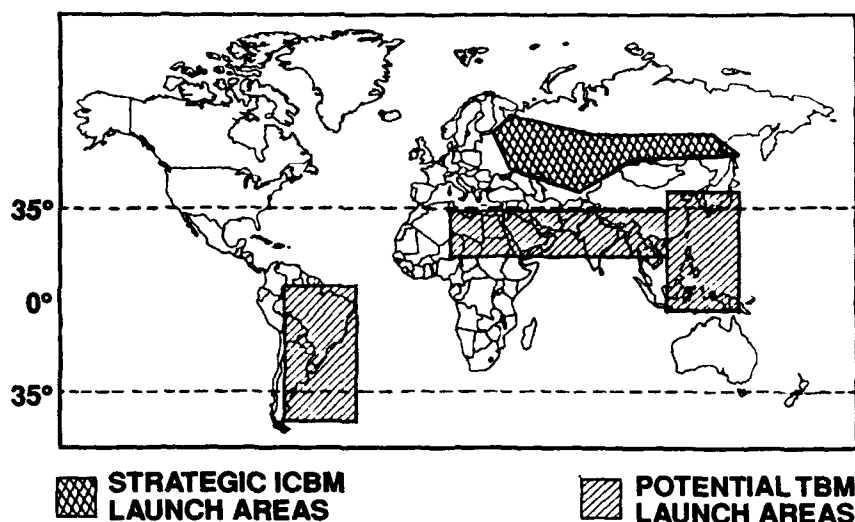 35°
0°
35°
STRATEGIC ICBM
LAUNCH AREAS
POTENTIAL TBM
LAUNCH AREAS